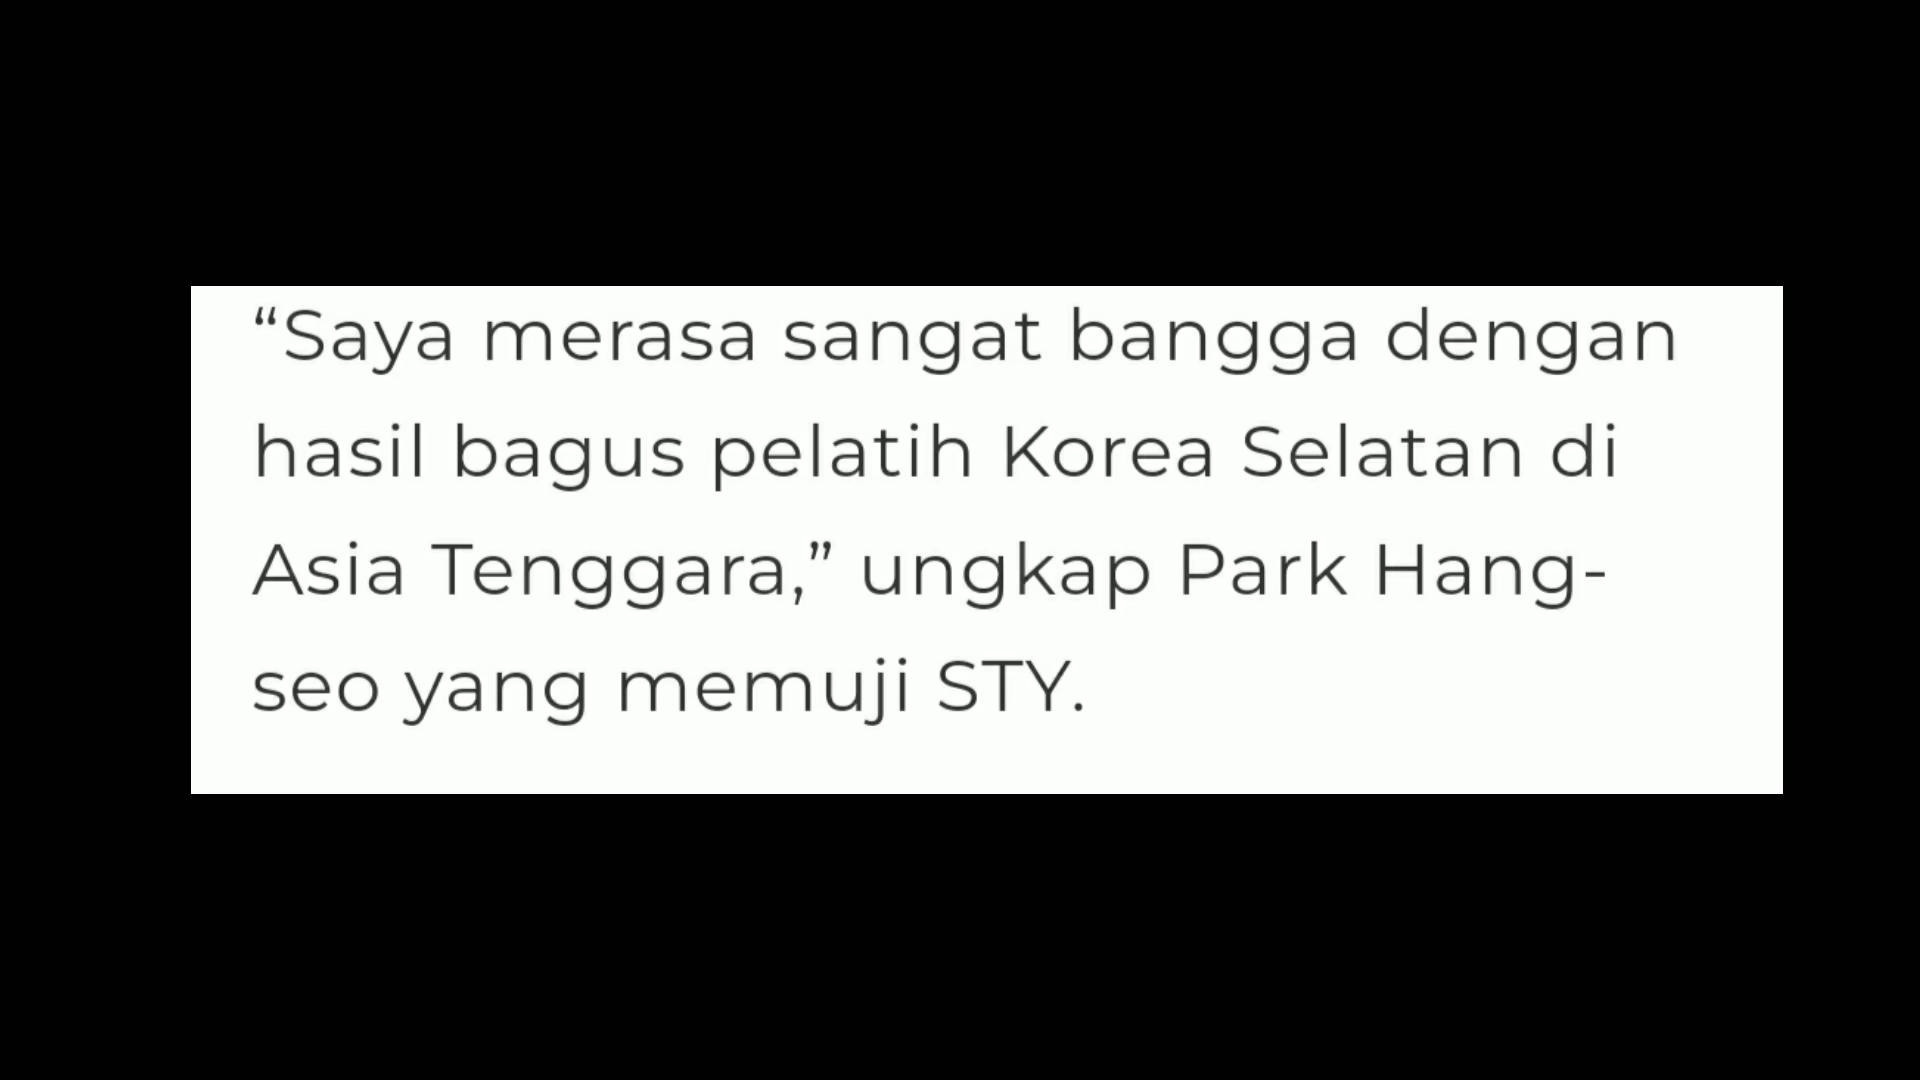 “Saya merasa sangat bangga dengan
hasil bagus pelatih Korea Selatan di
Asia Tenggara,” ungkap Park Hang-
seo yang memuji STY.